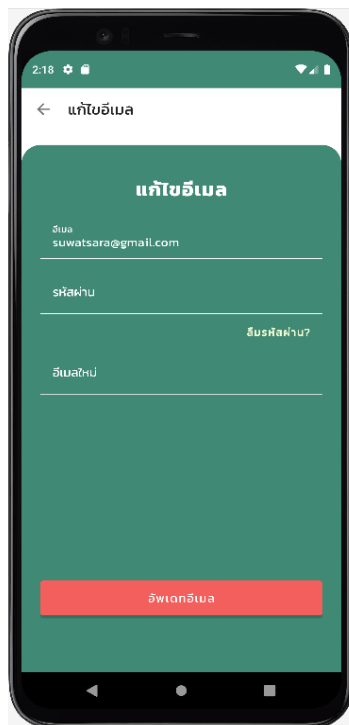 2:18
แก้ไขอีเมล
แก้ไขอีเมล
อีเมล
suwatsara@gmail.com
รหัสผ่าน
ลืมรหัสผ่าน?
อีเมลใหม่
อัพเดทอีเมล